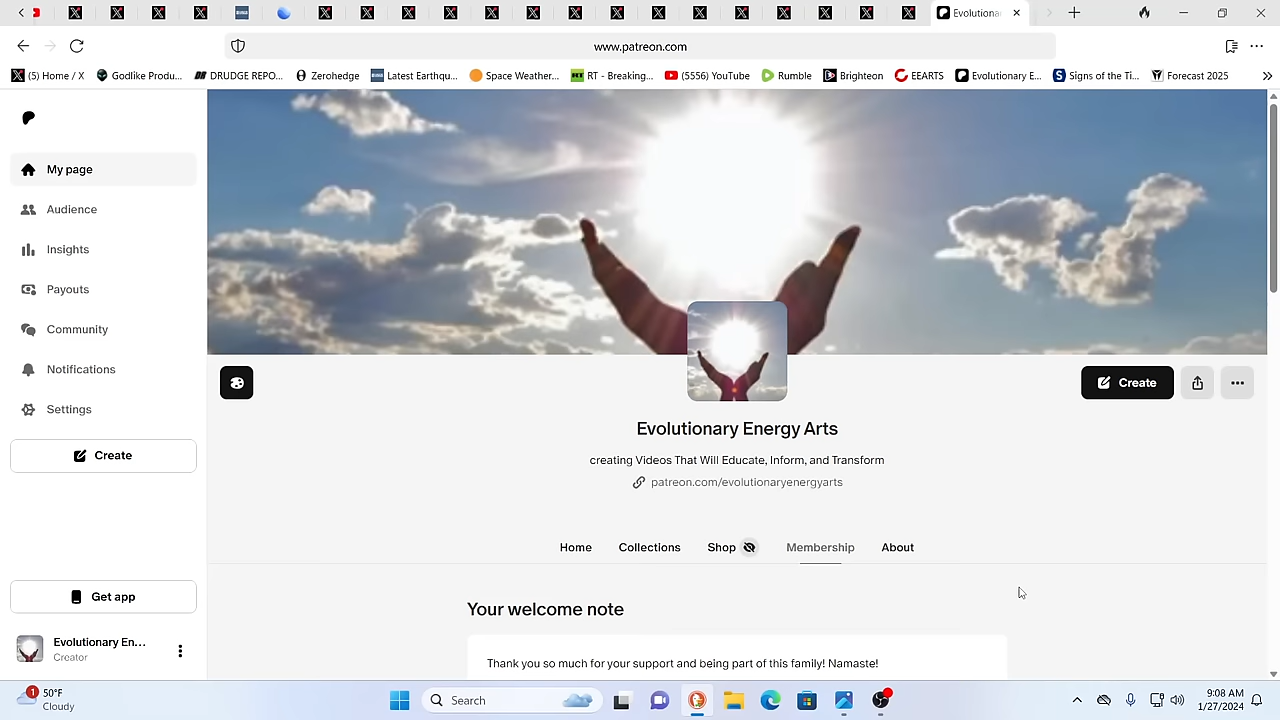 Evolutiona
www.patreon.com
(5) Home / X
Godlike Produ...
DRUDGE REPO...
Zerohedge
Latest Earthqu...
Space Weather...
RT - Breaking...
(5556) YouTube
Rumble
Brighteon
EEARTS
Evolutionary E...
Signs of the Ti...
Forecast 2025
My page
Audience
Insights
Payouts
Community
Notifications
Settings
Create
Get app
Evolutionary En...
Creator
Create
Evolutionary Energy Arts
creating Videos That Will Educate, Inform, and Transform
patreon.com/evolutionaryenergyarts
Home
Collections
Shop
Membership
About
Your welcome note
Thank you so much for your support and being part of this family! Namaste!
1
50°F
Cloudy
Search
9:08 AM
1/27/2024